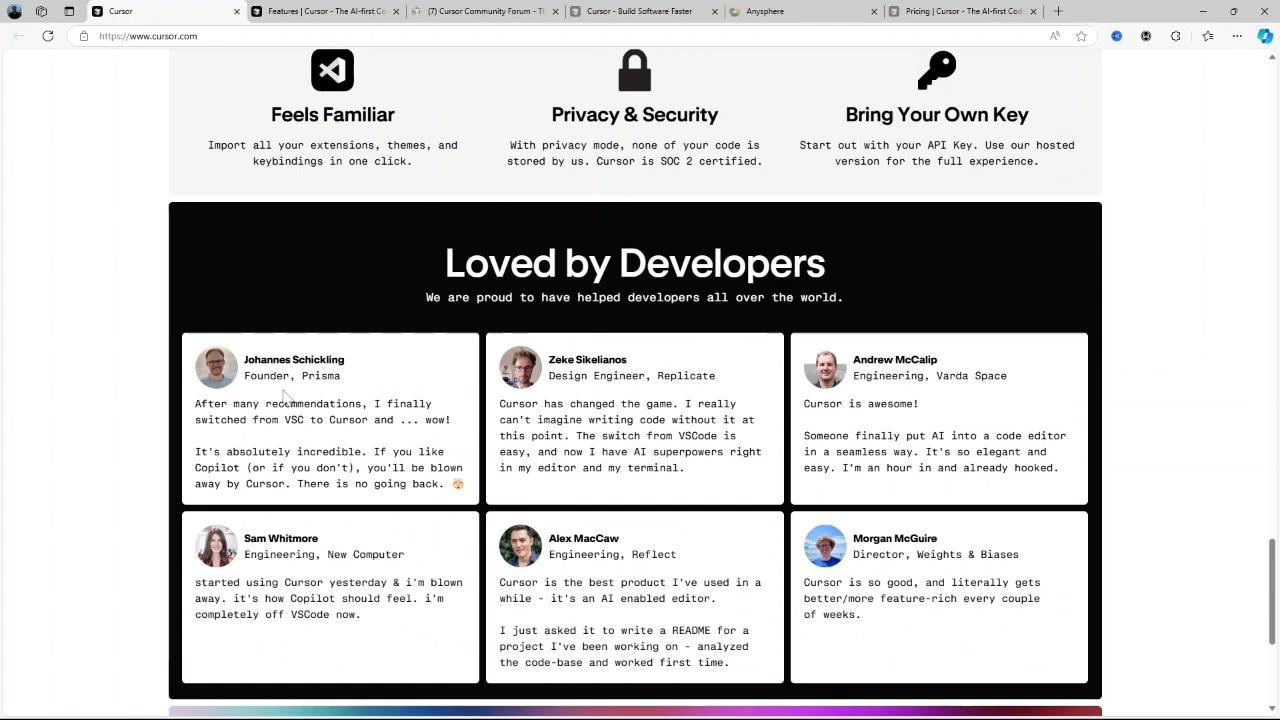 Cursor
Features | Cursor - The AI-first Co
(7) Cursor Community Forum - Th
Cursor - Build Software Faster
Anysphere
Pricing | Cursor - The AI-first Code
https://www.cursor.com
Feels Familiar
Import all your extensions, themes, and
keybindings in one click.
Privacy & Security
With privacy mode, none of your code is
stored by us. Cursor is SOC 2 certified.
Bring Your Own Key
Start out with your API Key. Use our hosted
version for the full experience.
Loved by Developers
We are proud to have helped developers all over the world.
Johannes Schickling
Founder, Prisma
After many recommendations, I finally
switched from VSC to Cursor and ... wow!
It's absolutely incredible. If you like
Copilot (or if you don't), you'll be blown
away by Cursor. There is no going back. 🤯
Zeke Sikelianos
Design Engineer, Replicate
Cursor has changed the game. I really
can't imagine writing code without it at
this point. The switch from VSCode is
easy, and now I have AI superpowers right
in my editor and my terminal.
Andrew McCalip
Engineering, Varda Space
Cursor is awesome!
Someone finally put AI into a code editor
in a seamless way. It's so elegant and
easy. I'm an hour in and already hooked.
Sam Whitmore
Engineering, New Computer
started using Cursor yesterday & i'm blown
away. it's how Copilot should feel. i'm
completely off VSCode now.
Alex MacCaw
Engineering, Reflect
Cursor is the best product I've used in a
while - it's an AI enabled editor.
I just asked it to write a README for a
project I've been working on - analyzed
the code-base and worked first time.
Morgan McGuire
Director, Weights & Biases
Cursor is so good, and literally gets
better/more feature-rich every couple
of weeks.